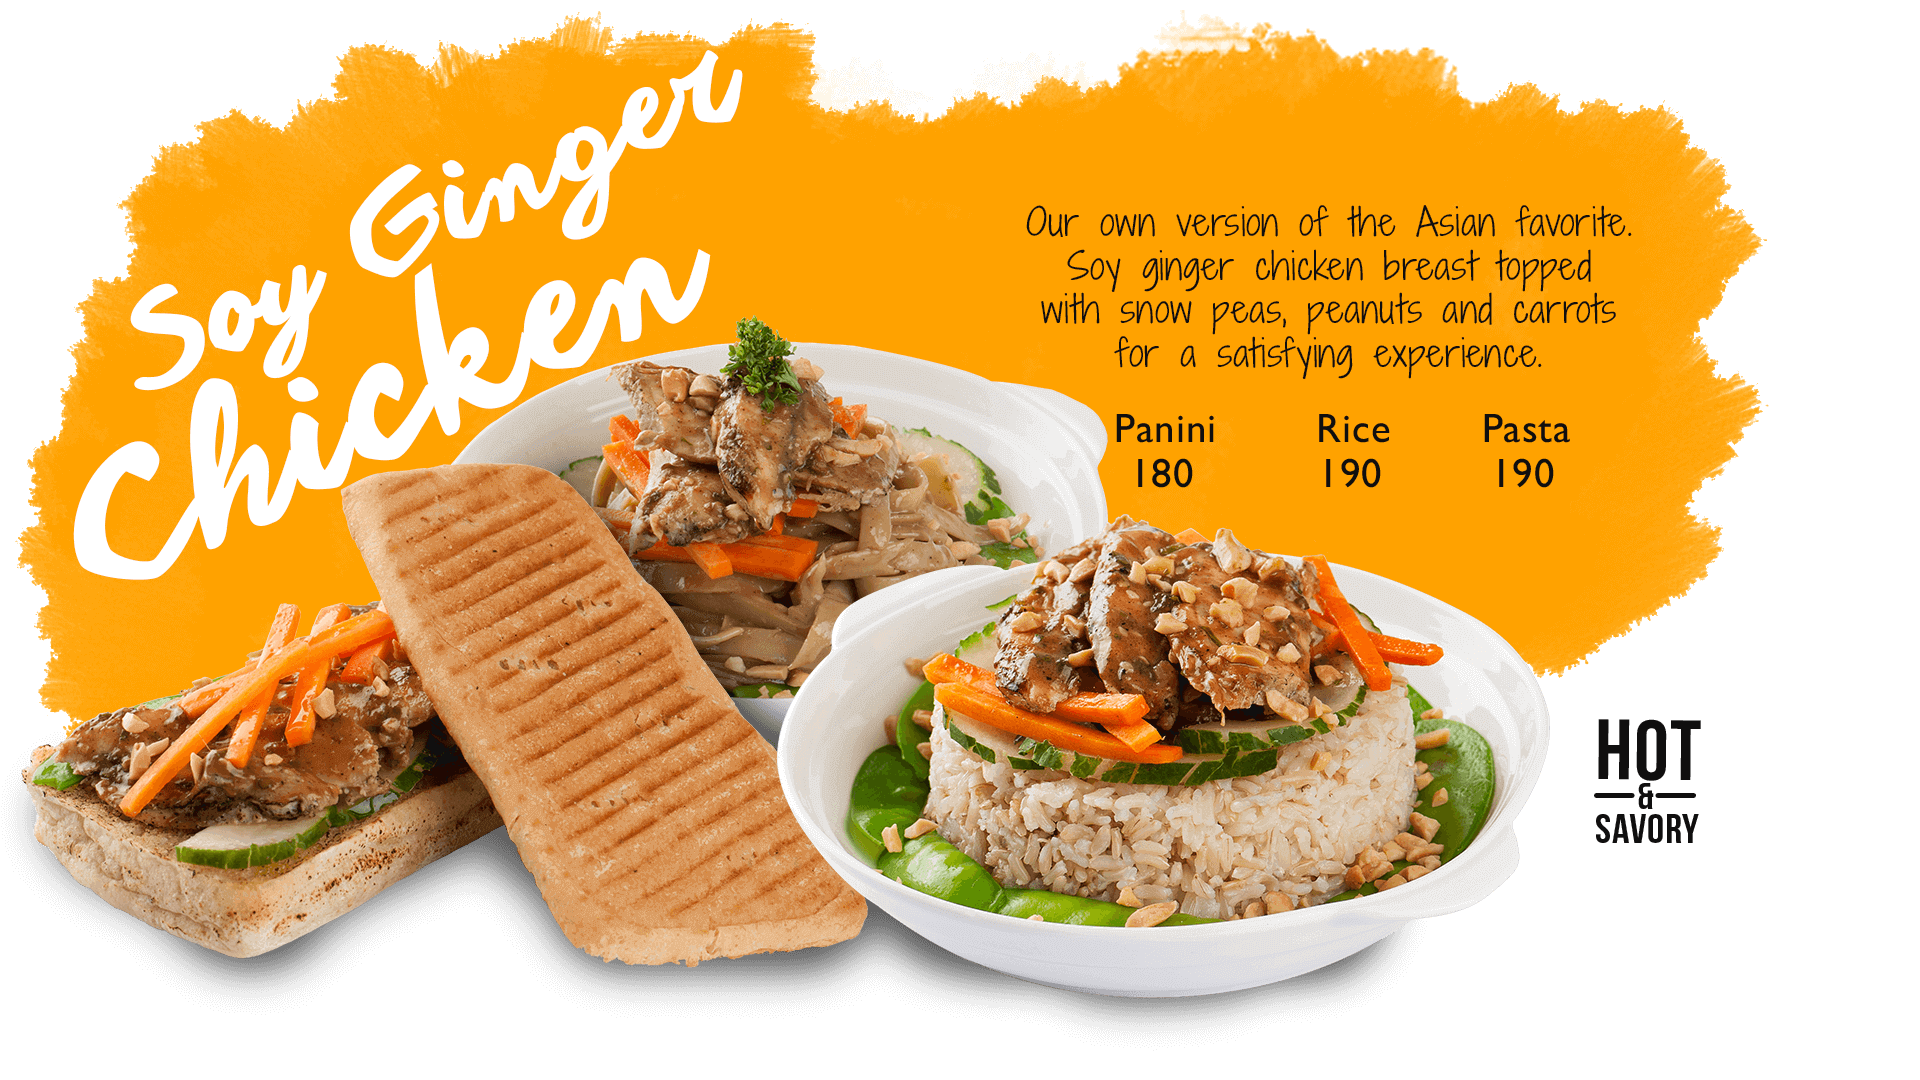 Soy Ginger
Chicken
Our own version of the Asian favorite.
Soy ginger chicken breast topped
with snow peas, peanuts and carrots
for a satisfying experience.
Panini Rice Pasta
180 190 190
HOT
&
SAVORY